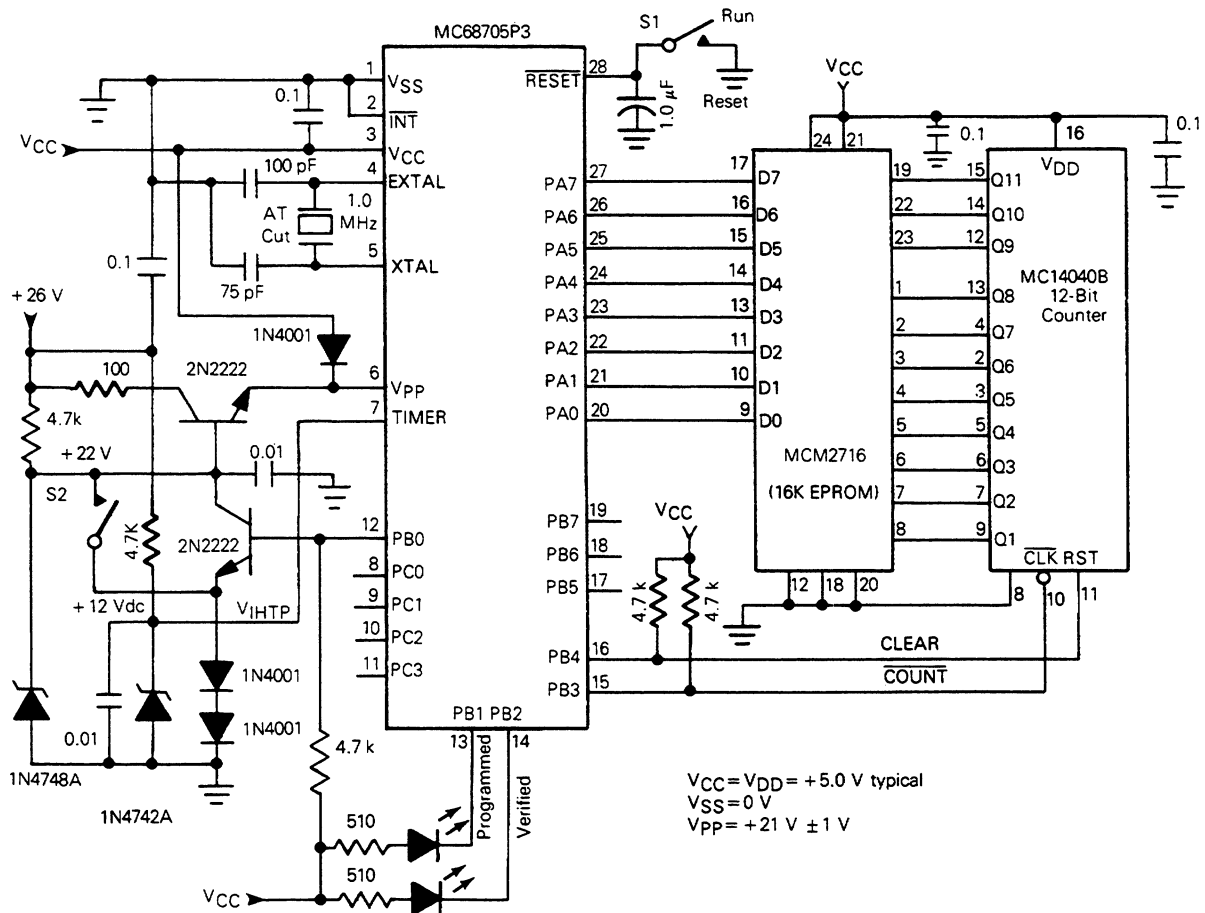 MC68705P3
S1
Run
Reset
1.0 μF
28
RESET
1
VSS
2
INT
3
VCC
4
EXTAL
5
XTAL
6
VPP
7
TIMER
0.1
VCC
100 pF
AT
Cut
1.0
MHz
75 pF
0.1
+26 V
1N4001
100
2N2222
4.7k
+22 V
0.01
S2
4.7K
2N2222
+12 Vdc
VIHTP
12
PB0
8
PC0
9
PC1
10
PC2
11
PC3
1N4001
1N4001
0.01
1N4748A
1N4742A
4.7 k
PB1 PB2
13
14
Programmed
Verified
510
510
VCC
PA7
27
17
D7
PA6
26
16
D6
PA5
25
15
D5
PA4
24
14
D4
PA3
23
13
D3
PA2
22
11
D2
PA1
21
10
D1
PA0
20
9
D0
PB7
19
PB6
18
PB5
17
PB4
16
PB3
15
VCC
4.7 k
4.7 k
CLEAR
COUNT
VCC
24
21
0.1
16
0.1
VDD
MCM2716
(16K EPROM)
12
18
20
19
15
Q11
22
14
Q10
23
12
Q9
1
13
Q8
2
4
Q7
3
2
Q6
4
3
Q5
5
5
Q4
6
6
Q3
7
7
Q2
8
9
Q1
MC14040B
12-Bit
Counter
CLK RST
8
10
11
VCC = VDD = +5.0 V typical
VSS = 0 V
VPP = +21 V ±1 V